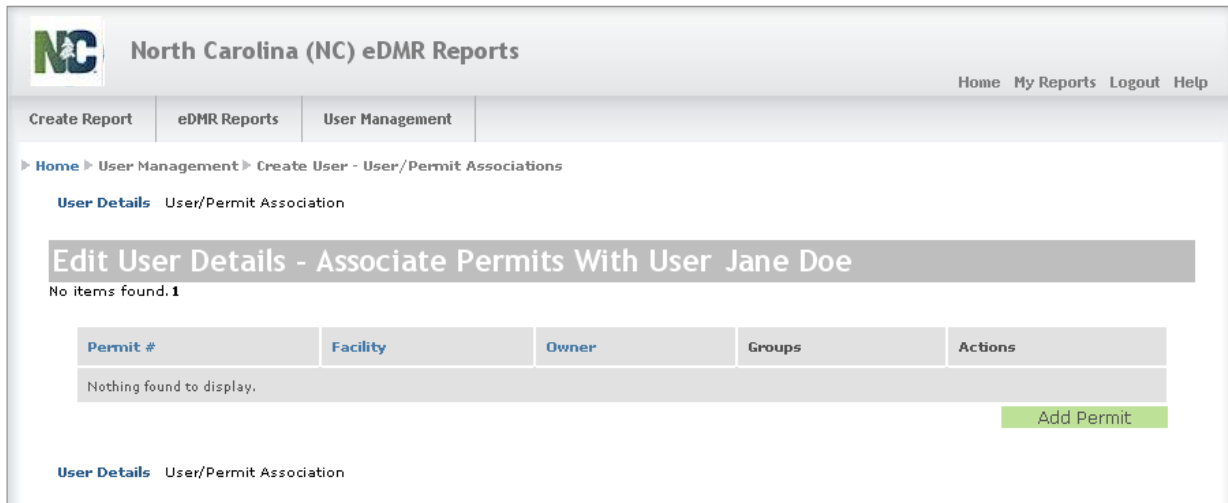 NC North Carolina (NC) eDMR Reports
Home My Reports Logout Help
Create Report eDMR Reports User Management
Home User Management Create User - User/Permit Associations
User Details User/Permit Association
Edit User Details - Associate Permits With User Jane Doe
No items found. 1
Permit # Facility Owner Groups Actions
Nothing found to display.
Add Permit
User Details User/Permit Association